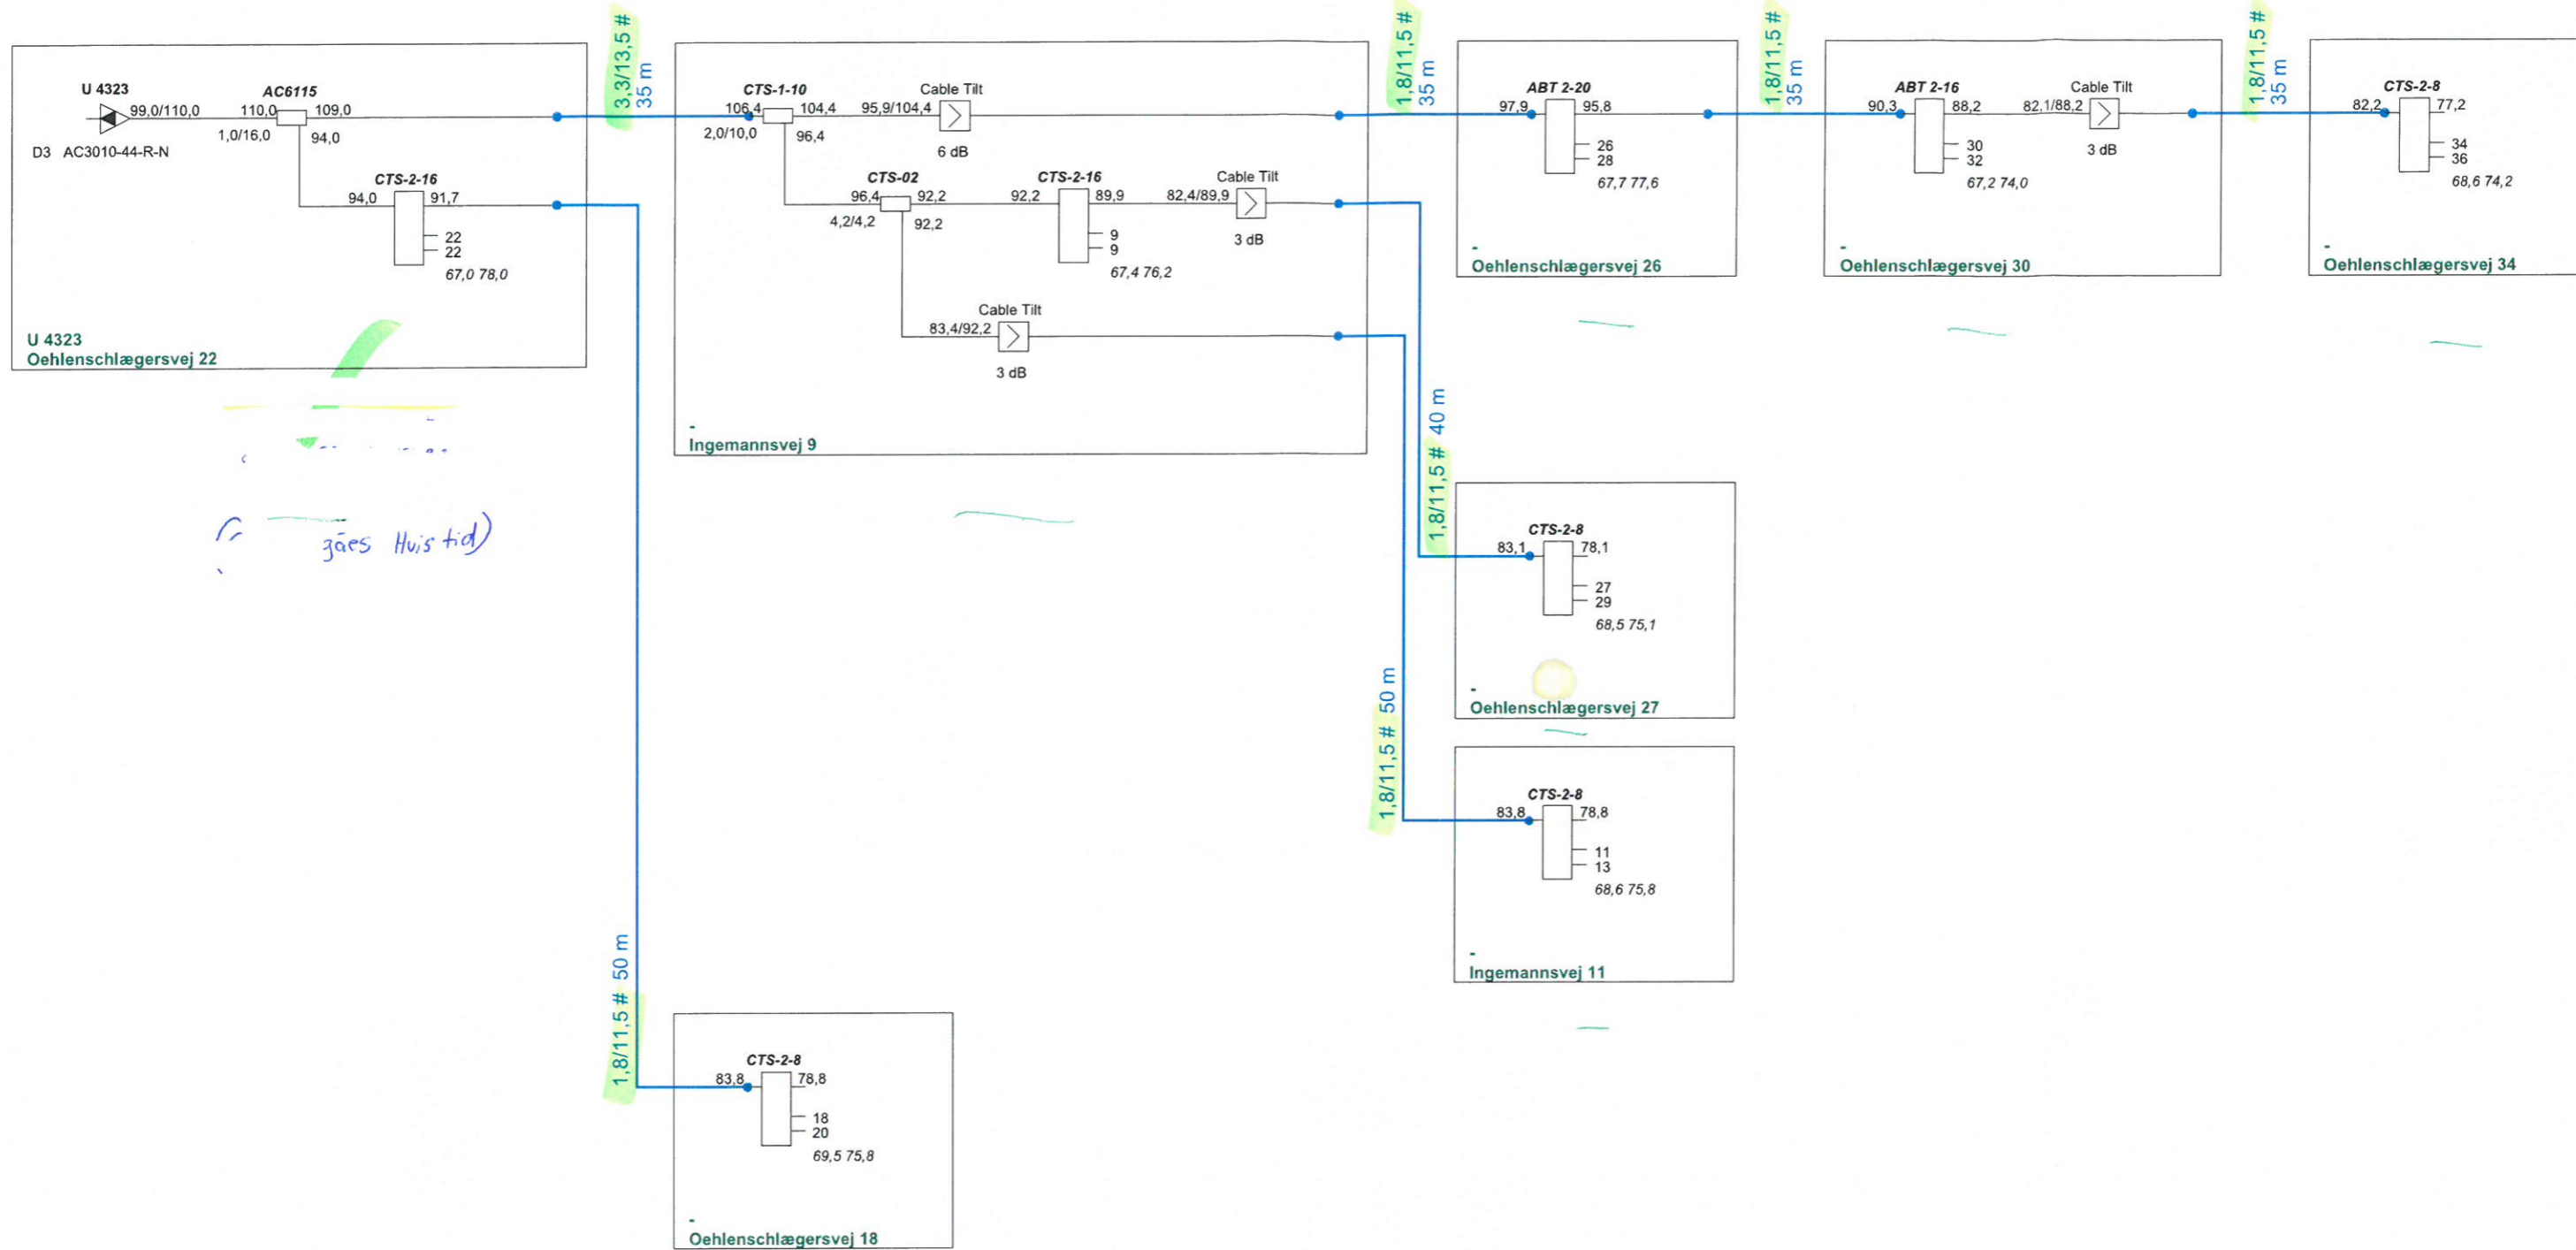 U 4323
99,0/110,0
D3 AC3010-44-R-N
AC6115
110,0
109,0
1,0/16,0
94,0
CTS-2-16
94,0
91,7
22
22
67,0 78,0
U 4323
Oehlenschlægersvej 22
3,3/13,5 #
35 m
CTS-1-10
106,4
104,4
2,0/10,0
96,4
95,9/104,4
Cable Tilt
6 dB
CTS-02
96,4
92,2
4,2/4,2
92,2
CTS-2-16
92,2
89,9
9
9
67,4 76,2
Cable Tilt
82,4/89,9
3 dB
Cable Tilt
83,4/92,2
3 dB
-
Ingemannsvej 9
1,8/11,5 #
35 m
ABT 2-20
97,9
95,8
26
28
67,7 77,6
-
Oehlenschlægersvej 26
1,8/11,5 #
35 m
ABT 2-16
90,3
88,2
30
32
67,2 74,0
Cable Tilt
82,1/88,2
3 dB
-
Oehlenschlægersvej 30
1,8/11,5 #
35 m
CTS-2-8
82,2
77,2
34
36
68,6 74,2
-
Oehlenschlægersvej 34
1,8/11,5 # 40 m
CTS-2-8
83,1
78,1
27
29
68,5 75,1
-
Oehlenschlægersvej 27
1,8/11,5 # 50 m
CTS-2-8
83,8
78,8
11
13
68,6 75,8
-
Ingemannsvej 11
Huis tid)
1,8/11,5 # 50 m
CTS-2-8
83,8
78,8
18
20
69,5 75,8
-
Oehlenschlægersvej 18